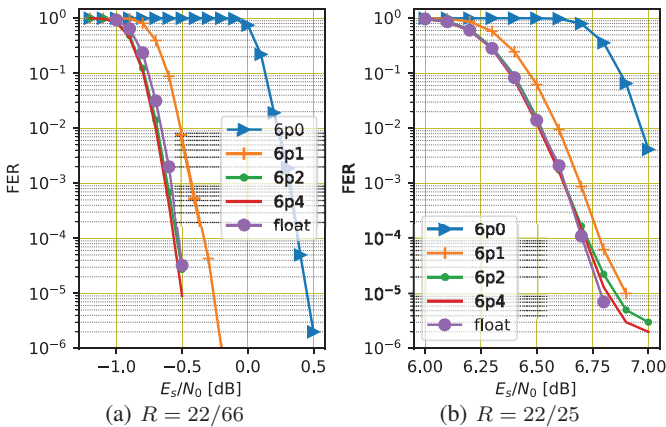 10^0
10^-1
10^-2
10^-3
10^-4
10^-5
10^-6
FER
6p0
6p1
6p2
6p4
float
-1.0 -0.5 0.0 0.5
E_s/N_0 [dB]
(a) R = 22/66
10^0
10^-1
10^-2
10^-3
10^-4
10^-5
10^-6
FER
6p0
6p1
6p2
6p4
float
6.00 6.25 6.50 6.75 7.00
E_s/N_0 [dB]
(b) R = 22/25